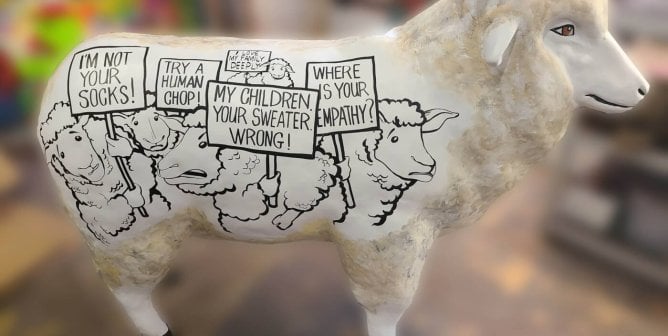 I'M NOT
YOUR
SOCKS!
TRY A
HUMAN
CHOP!
I LOVE
MY FAMILY
DEEPLY
MY CHILDREN
YOUR SWEATER
WRONG!
WHERE
IS YOUR
EMPATHY?